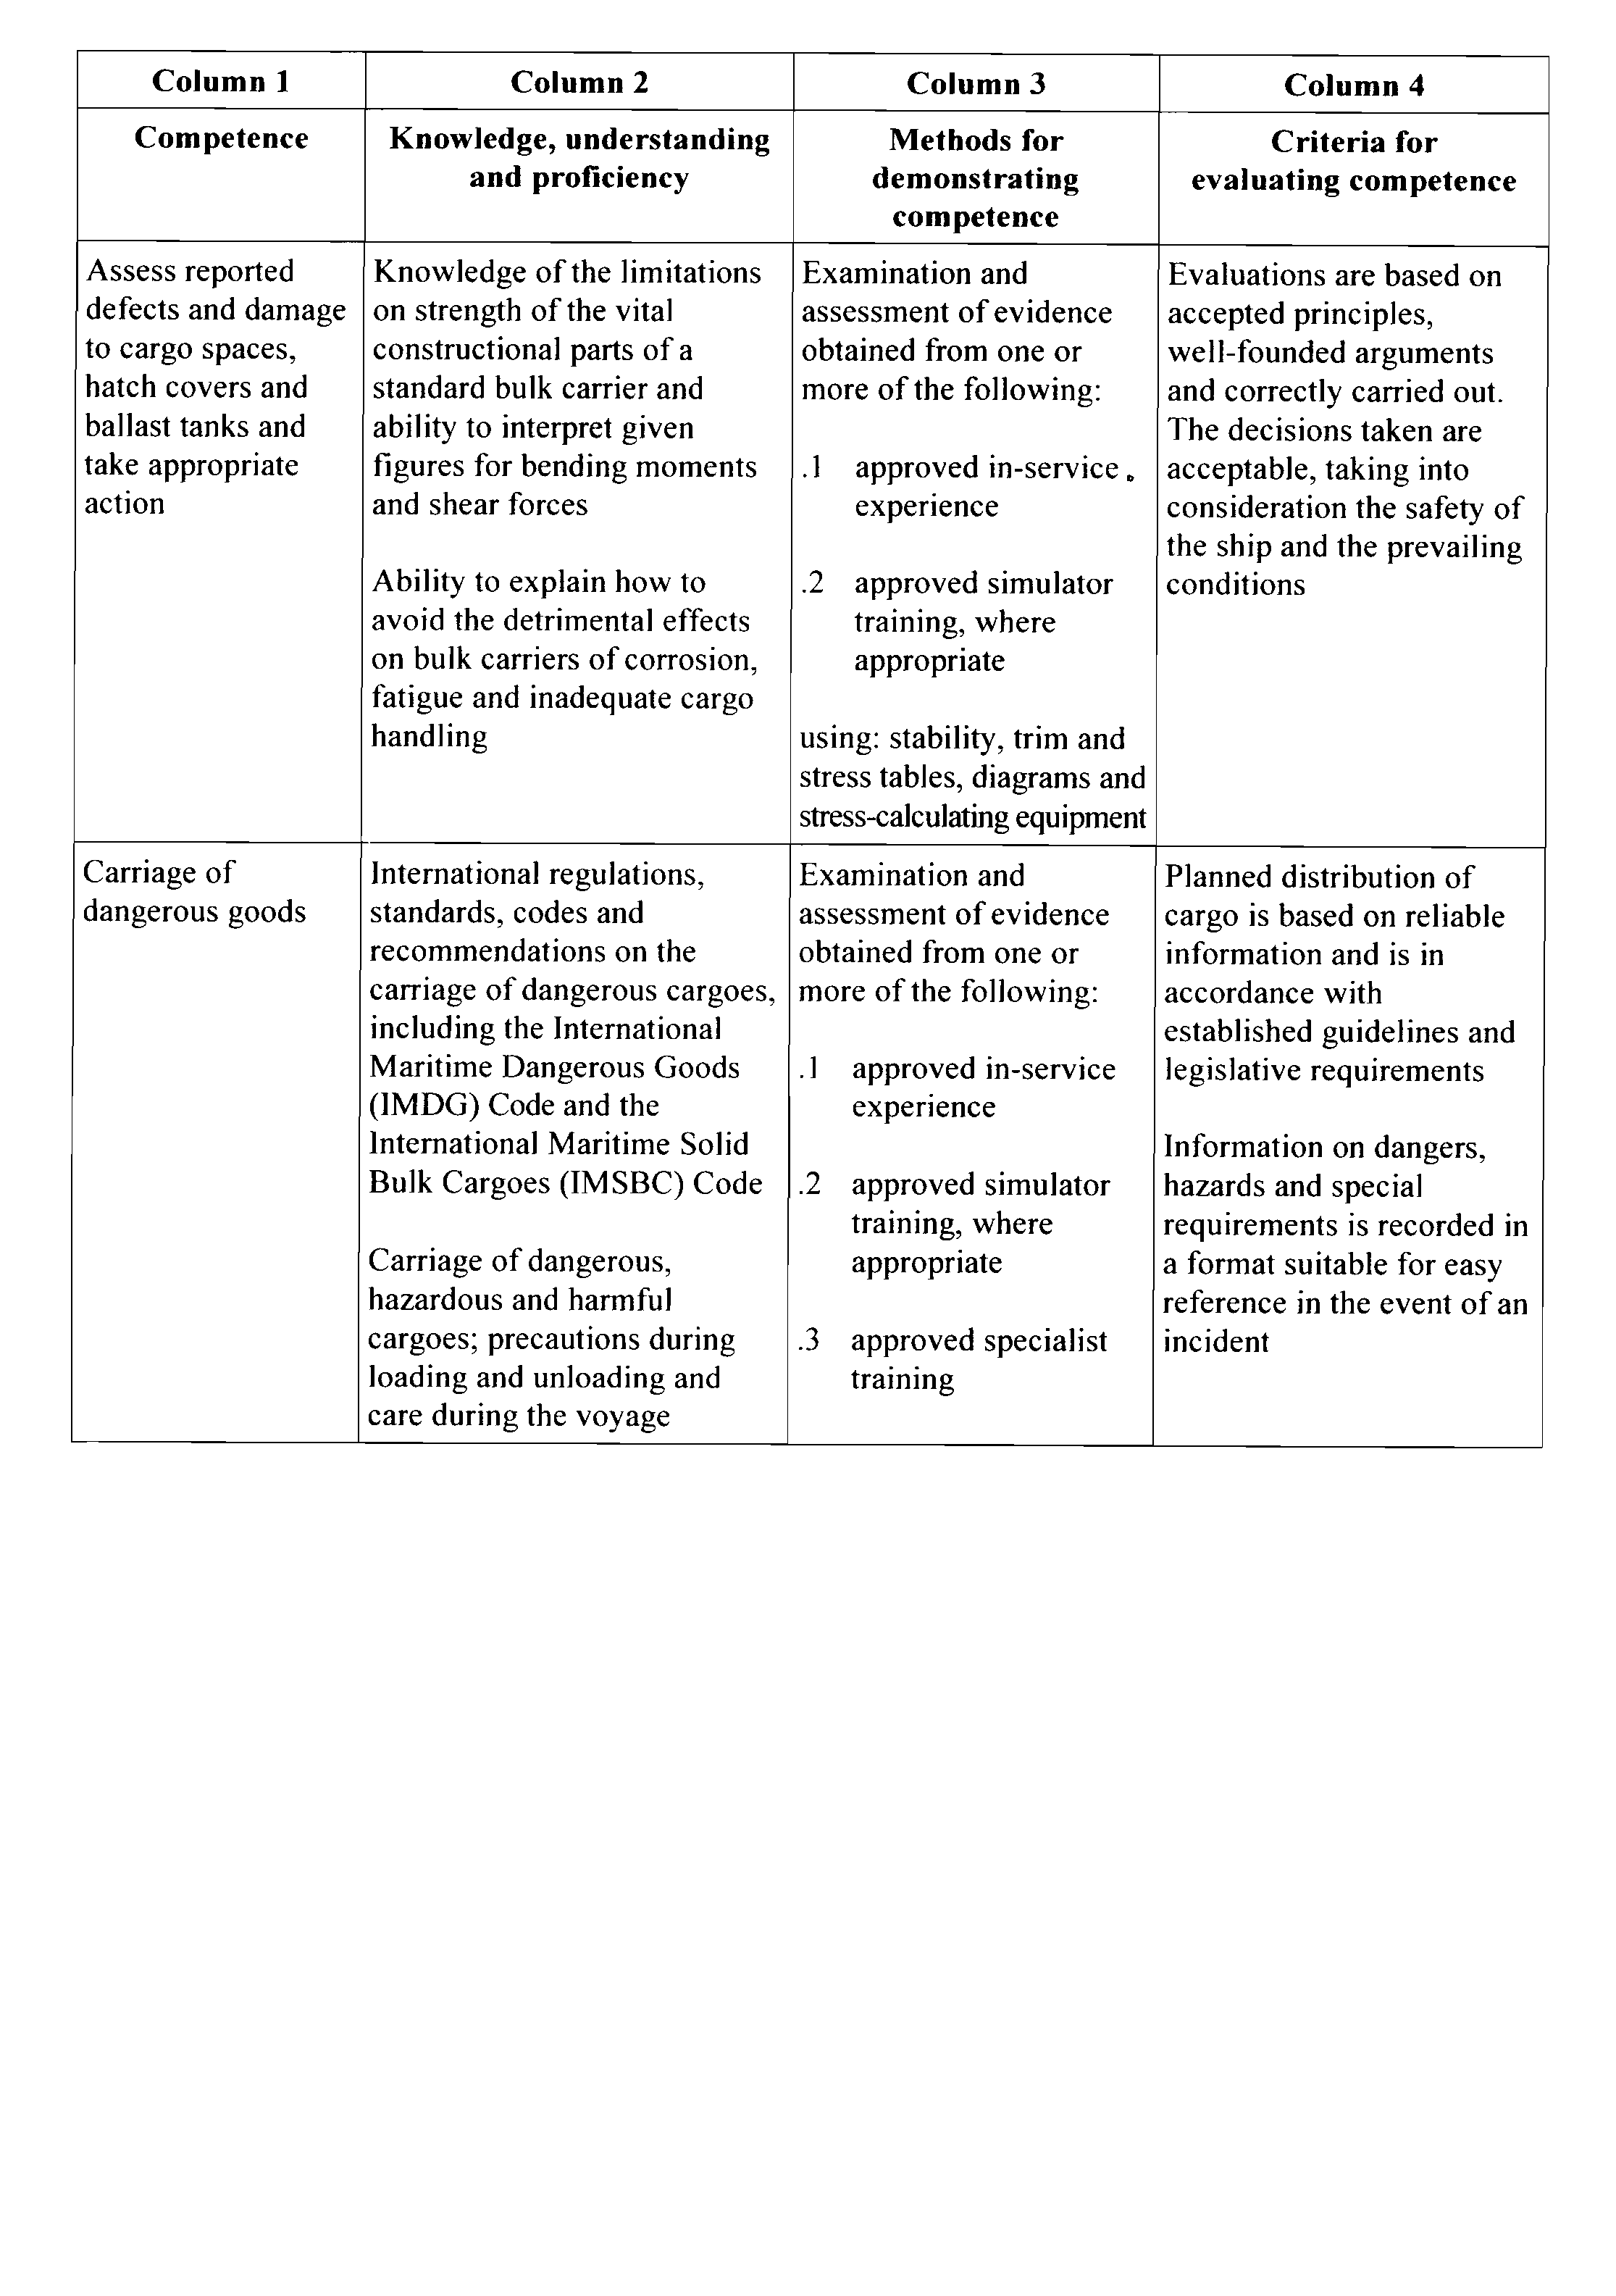 Column 1
Column 2
Column 3
Column 4
Competence
Knowledge, understanding
and proficiency
Methods for
demonstrating
competence
Criteria for
evaluating competence
Assess reported
defects and damage
to cargo spaces,
hatch covers and
ballast tanks and
take appropriate
action
Knowledge of the limitations
on strength of the vital
constructional parts of a
standard bulk carrier and
ability to interpret given
figures for bending moments
and shear forces
Ability to explain how to
avoid the detrimental effects
on bulk carriers of corrosion,
fatigue and inadequate cargo
handling
Examination and
assessment of evidence
obtained from one or
more of the following:
.1 approved in-service
experience
.2 approved simulator
training, where
appropriate
using: stability, trim and
stress tables, diagrams and
stress-calculating equipment
Evaluations are based on
accepted principles,
well-founded arguments
and correctly carried out.
The decisions taken are
acceptable, taking into
consideration the safety of
the ship and the prevailing
conditions
Carriage of
dangerous goods
International regulations,
standards, codes and
recommendations on the
carriage of dangerous cargoes,
including the International
Maritime Dangerous Goods
(IMDG) Code and the
International Maritime Solid
Bulk Cargoes (IMSBC) Code
Carriage of dangerous,
hazardous and harmful
cargoes; precautions during
loading and unloading and
care during the voyage
Examination and
assessment of evidence
obtained from one or
more of the following:
.1 approved in-service
experience
.2 approved simulator
training, where
appropriate
.3 approved specialist
training
Planned distribution of
cargo is based on reliable
information and is in
accordance with
established guidelines and
legislative requirements
Information on dangers,
hazards and special
requirements is recorded in
a format suitable for easy
reference in the event of an
incident